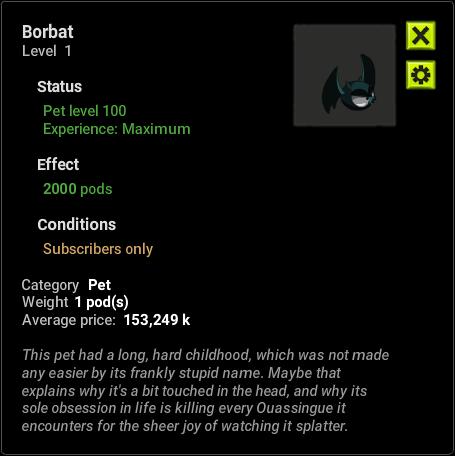 Borbat
Level 1
Status
Pet level 100
Experience: Maximum
Effect
2000 pods
Conditions
Subscribers only
Category Pet
Weight 1 pod(s)
Average price: 153,249 k
This pet had a long, hard childhood, which was not made
any easier by its frankly stupid name. Maybe that
explains why it's a bit touched in the head, and why its
sole obsession in life is killing every Ouassingue it
encounters for the sheer joy of watching it splatter.